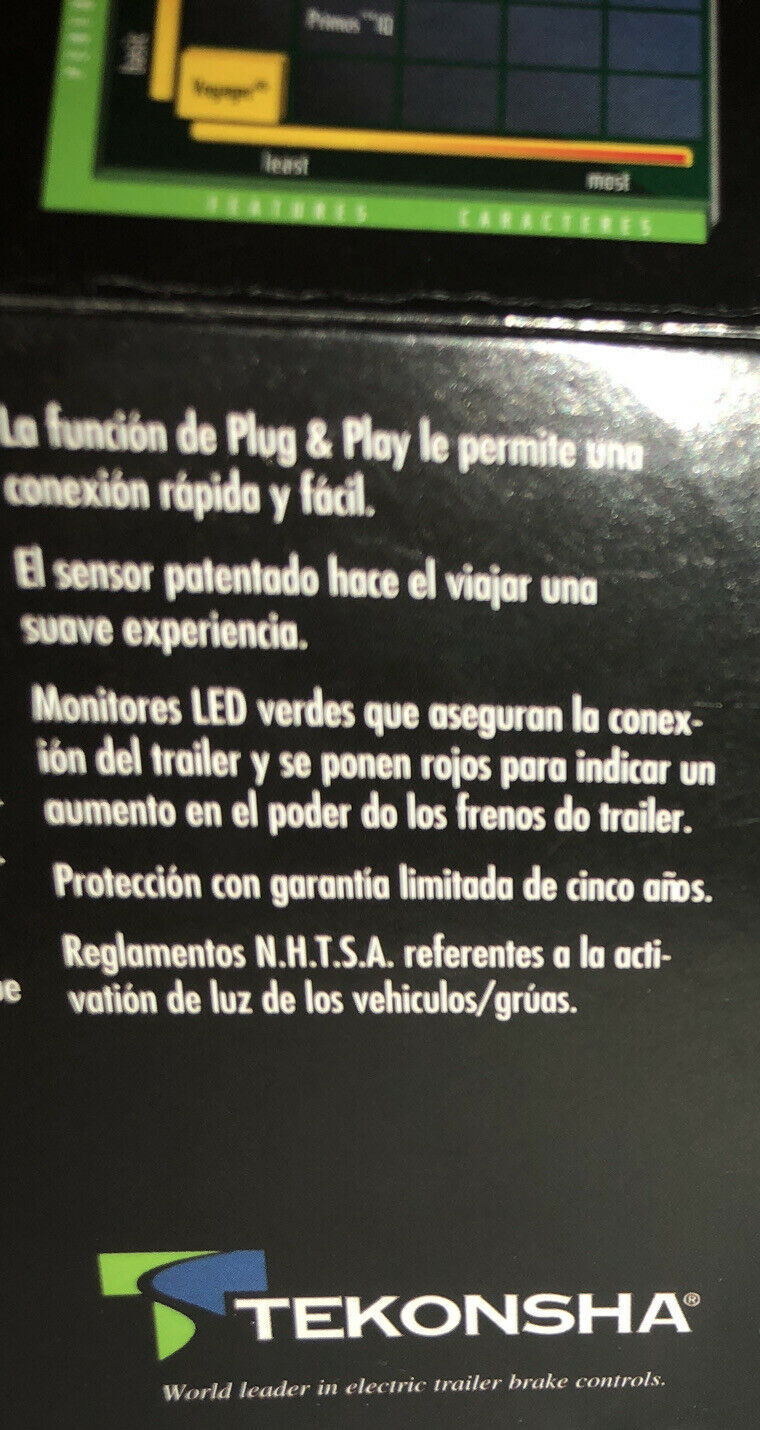 Primus™ IQ
basic
Voyager™
least
most
FEATURES CARACTERES
La función de Plug & Play le permite una
conexión rápida y fácil.
El sensor patentado hace el viajar una
suave experiencia.
Monitores LED verdes que aseguran la conex-
ión del trailer y se ponen rojos para indicar un
aumento en el poder do los frenos do trailer.
Protección con garantía limitada de cinco años.
Reglamentos N.H.T.S.A. referentes a la acti-
vatión de luz de los vehiculos/grúas.
TEKONSHA®
World leader in electric trailer brake controls.